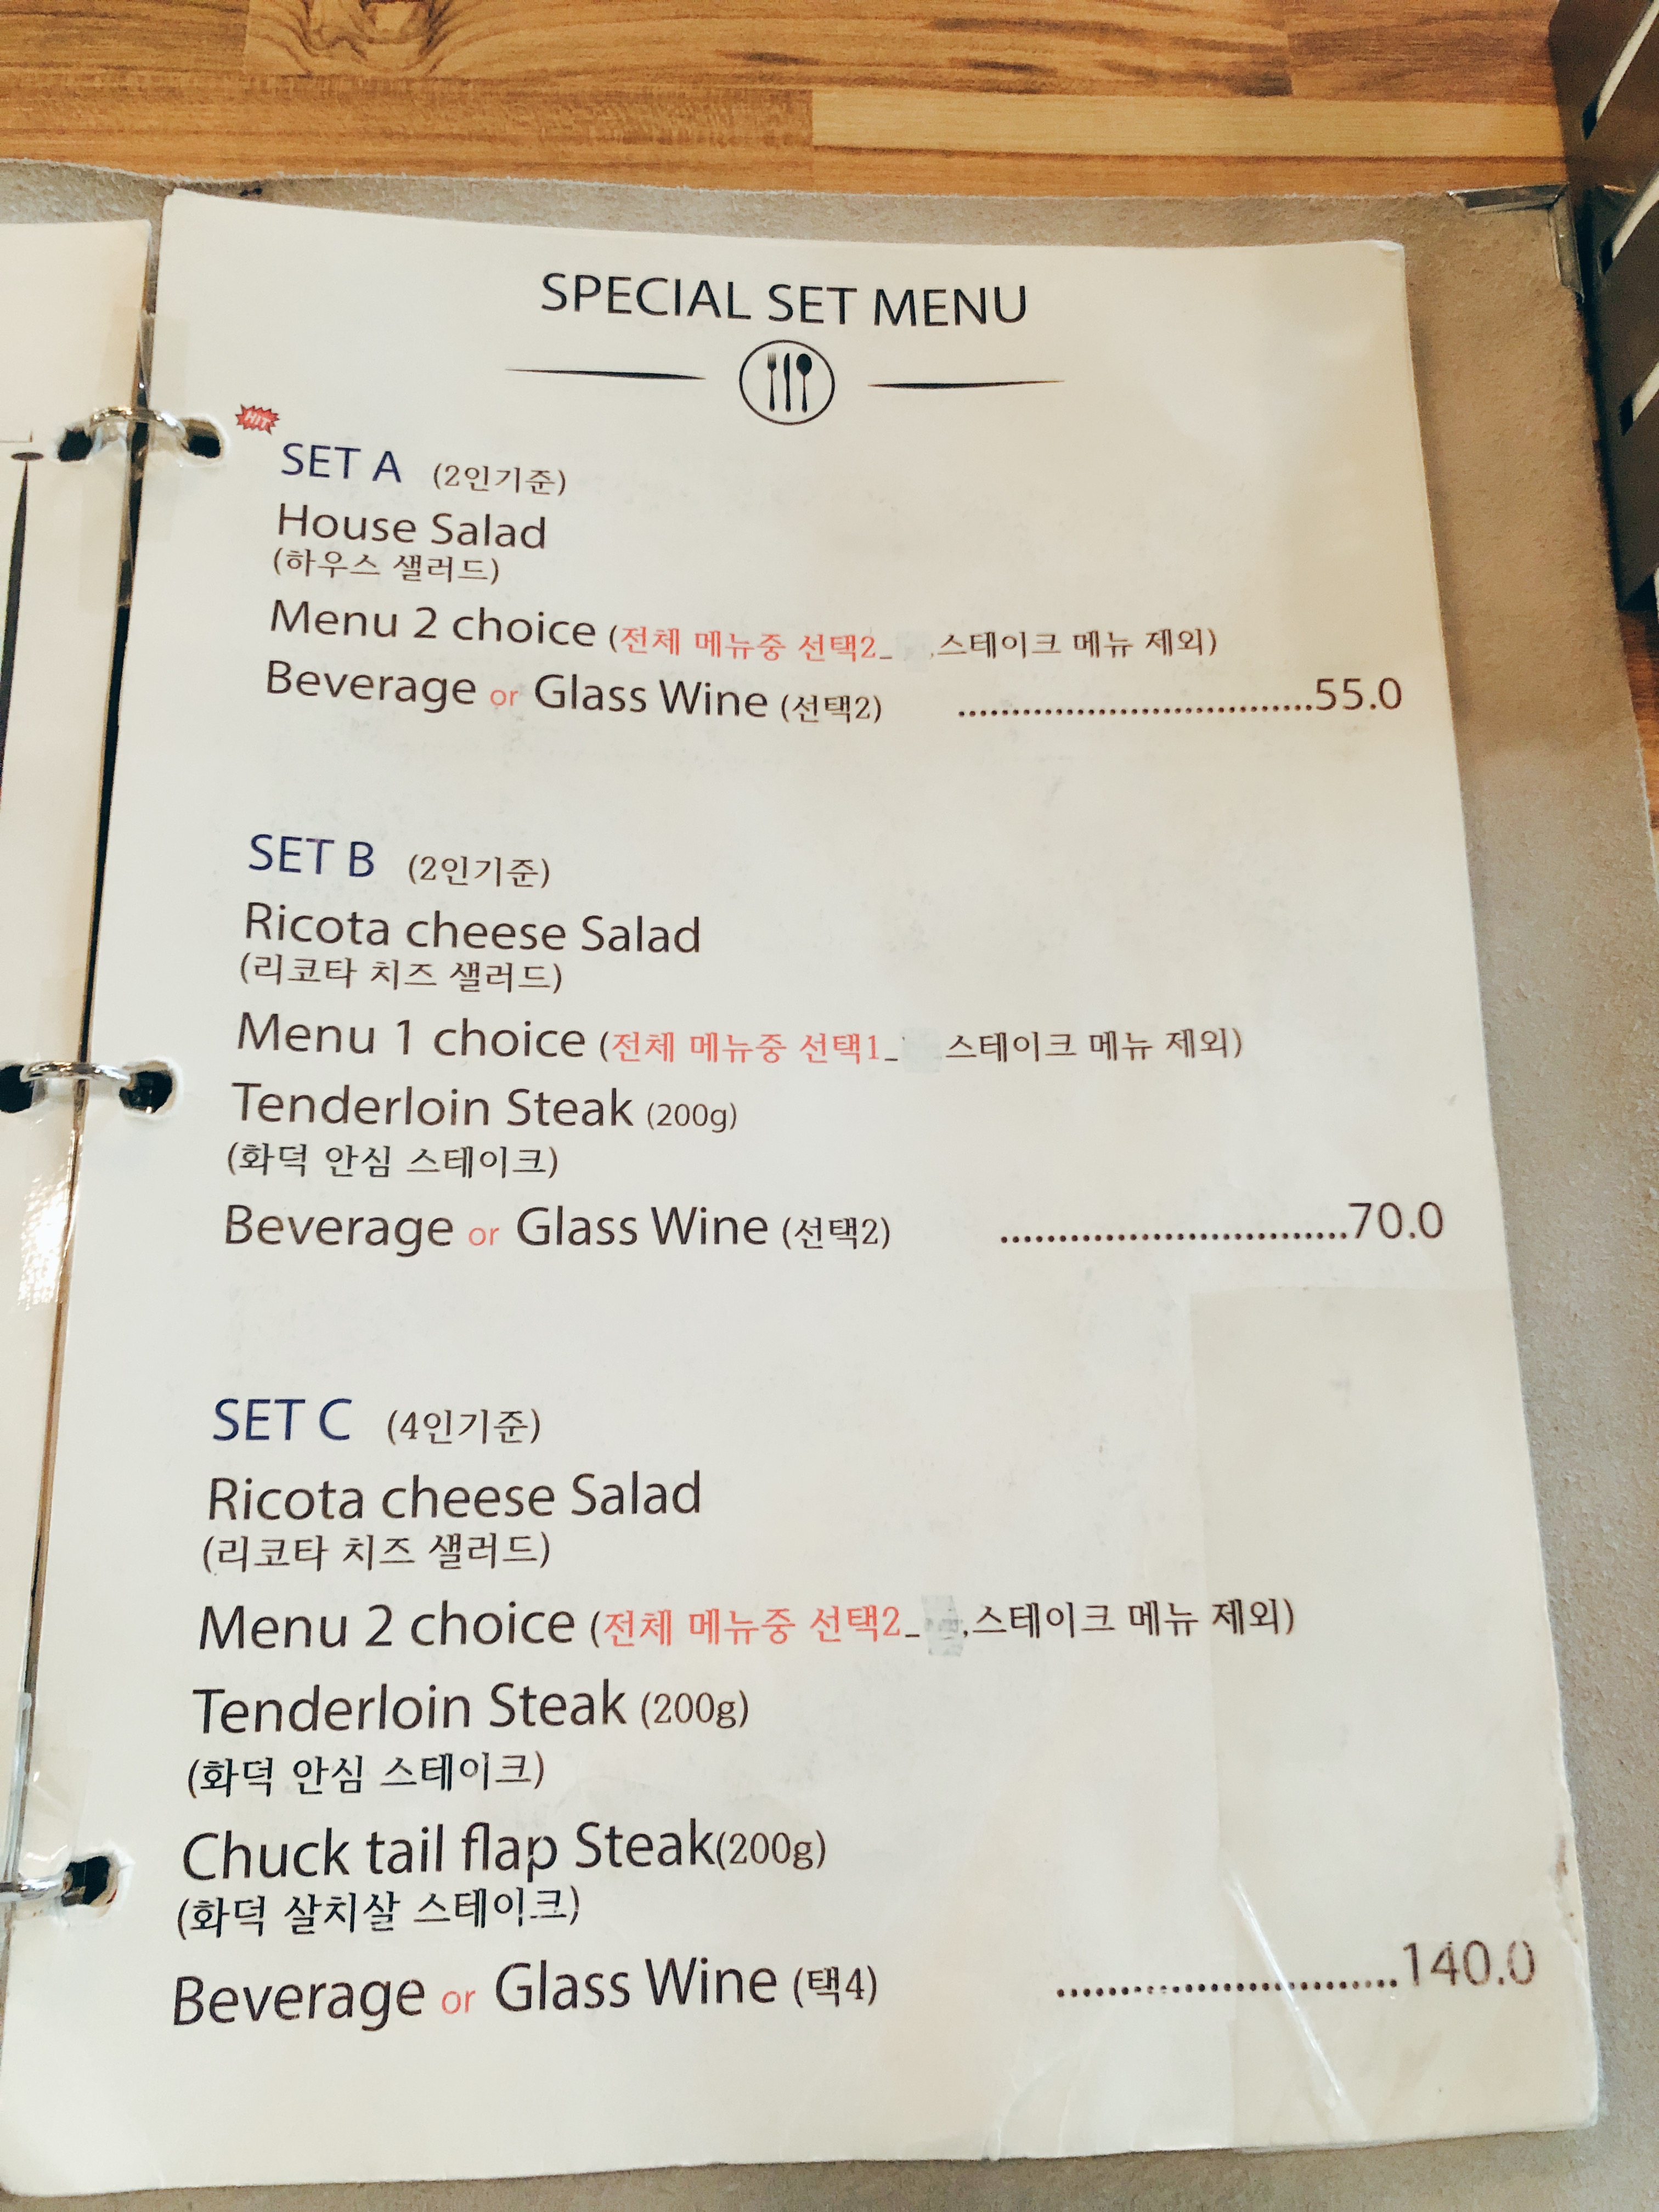 SPECIAL SET MENU
HIT
SET A (2인기준)
House Salad
(하우스 샐러드)
Menu 2 choice (전체 메뉴중 선택2_ ,스테이크 메뉴 제외)
Beverage or Glass Wine (선택2) .................................55.0
SET B (2인기준)
Ricota cheese Salad
(리코타 치즈 샐러드)
Menu 1 choice (전체 메뉴중 선택1_ 스테이크 메뉴 제외)
Tenderloin Steak (200g)
(화덕 안심 스테이크)
Beverage or Glass Wine (선택2) ..............................70.0
SET C (4인기준)
Ricota cheese Salad
(리코타 치즈 샐러드)
Menu 2 choice (전체 메뉴중 선택2_ ,스테이크 메뉴 제외)
Tenderloin Steak (200g)
(화덕 안심 스테이크)
Chuck tail flap Steak(200g)
(화덕 살치살 스테이크)
Beverage or Glass Wine (택4) .............................140.0